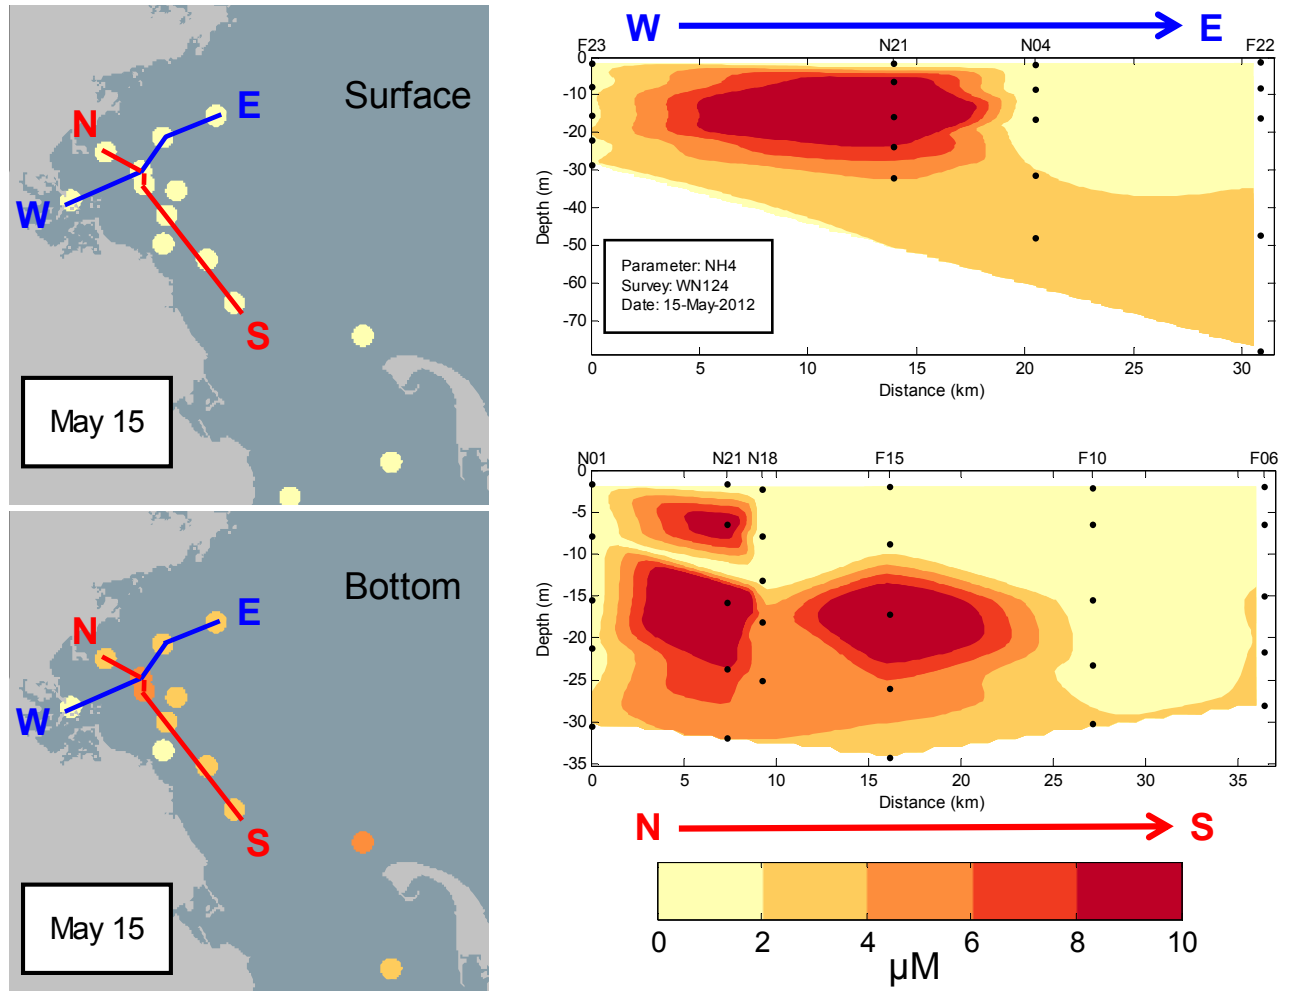 Surface
N
E
W
S
May 15
Bottom
N
E
W
S
May 15
W E
F23 N21 N04 F22
0
-10
-20
-30
-40
-50
-60
-70
Depth (m)
Parameter: NH4
Survey: WN124
Date: 15-May-2012
0 5 10 15 20 25 30
Distance (km)
N01 N21 N18 F15 F10 F06
0
-5
-10
-15
-20
-25
-30
-35
Depth (m)
0 5 10 15 20 25 30 35
Distance (km)
N S
0 2 4 6 8 10
µM